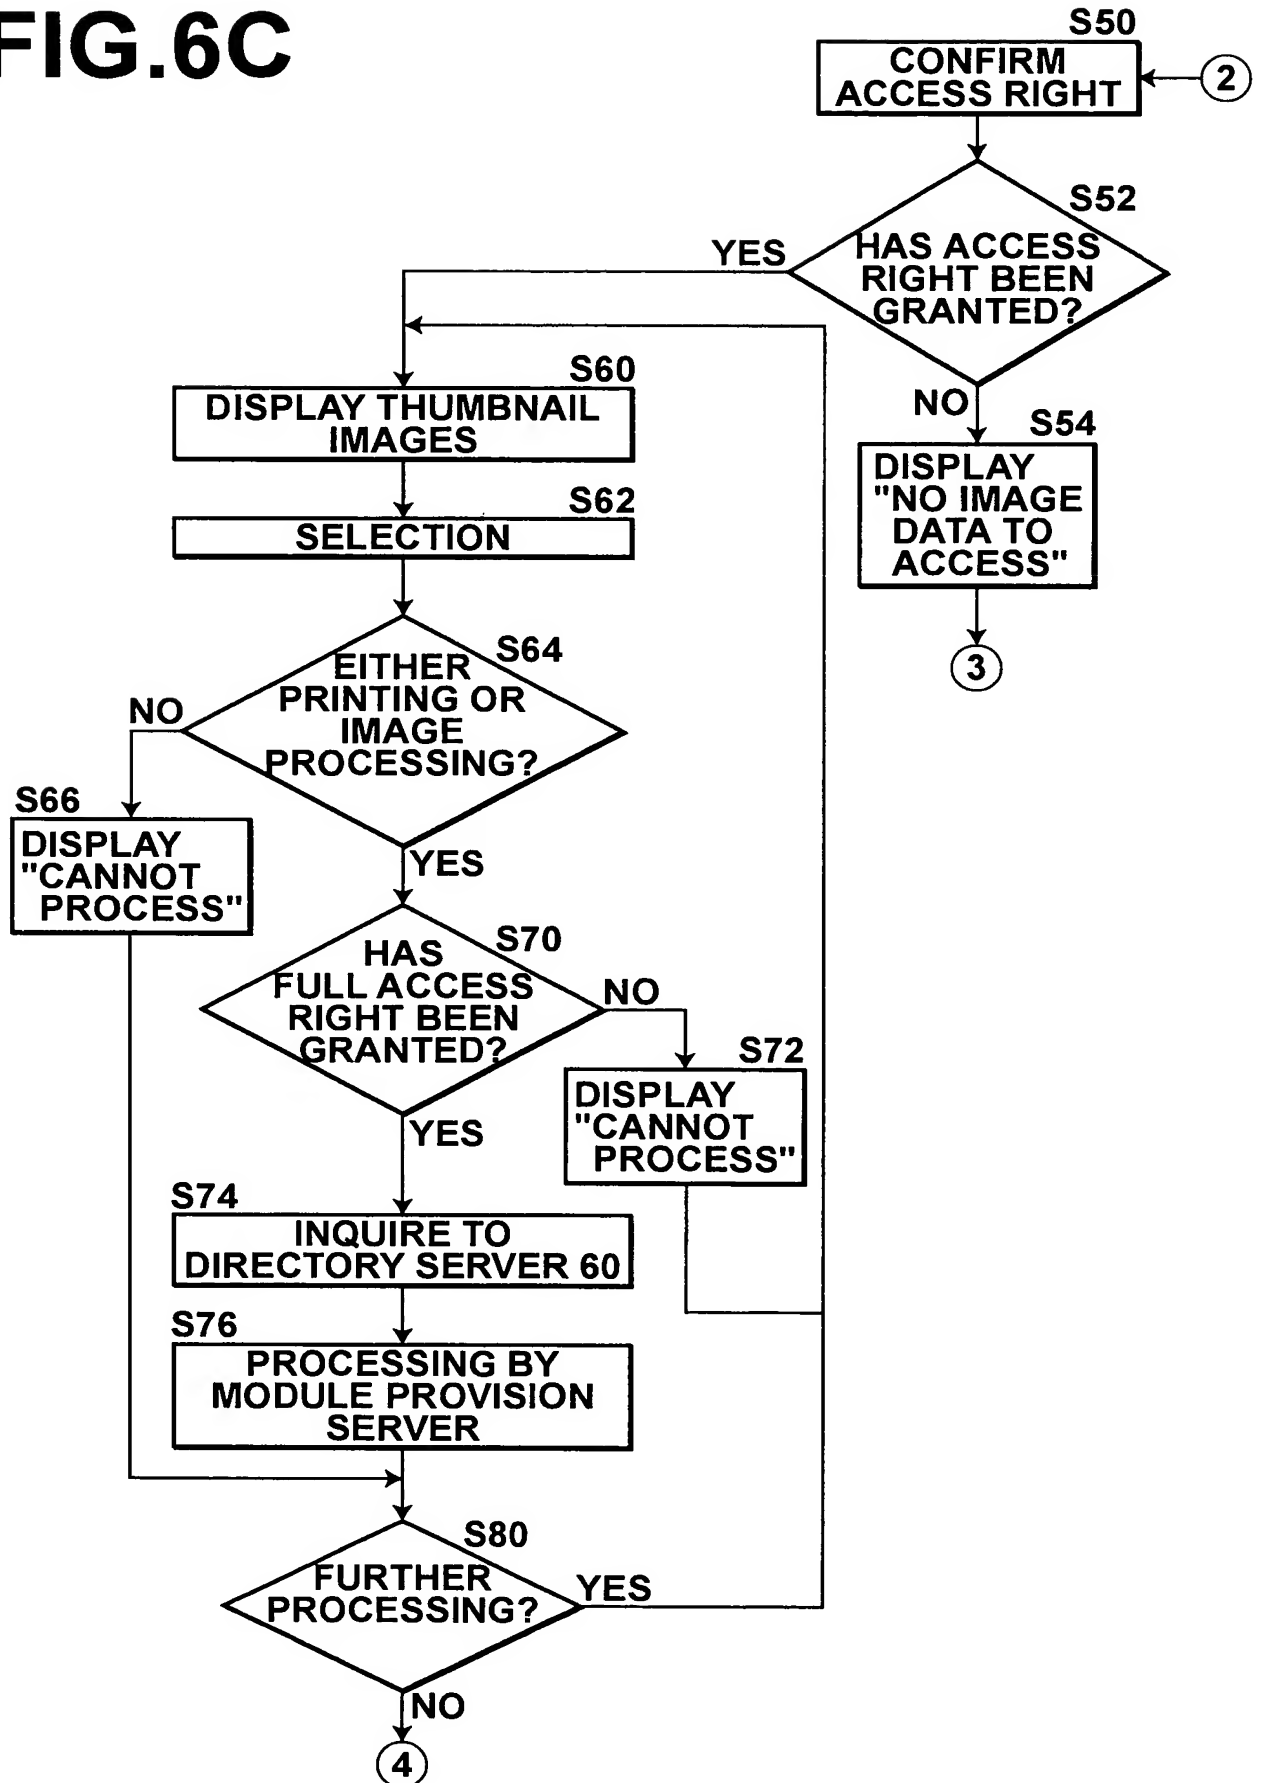 FIG.6C
S50
CONFIRM
ACCESS RIGHT
2
S52
HAS ACCESS
RIGHT BEEN
GRANTED?
YES
NO
S54
DISPLAY
"NO IMAGE
DATA TO
ACCESS"
3
S60
DISPLAY THUMBNAIL
IMAGES
S62
SELECTION
S64
EITHER
PRINTING OR
IMAGE
PROCESSING?
NO
S66
DISPLAY
"CANNOT
PROCESS"
YES
S70
HAS
FULL ACCESS
RIGHT BEEN
GRANTED?
NO
S72
DISPLAY
"CANNOT
PROCESS"
YES
S74
INQUIRE TO
DIRECTORY SERVER 60
S76
PROCESSING BY
MODULE PROVISION
SERVER
S80
FURTHER
PROCESSING?
YES
NO
4